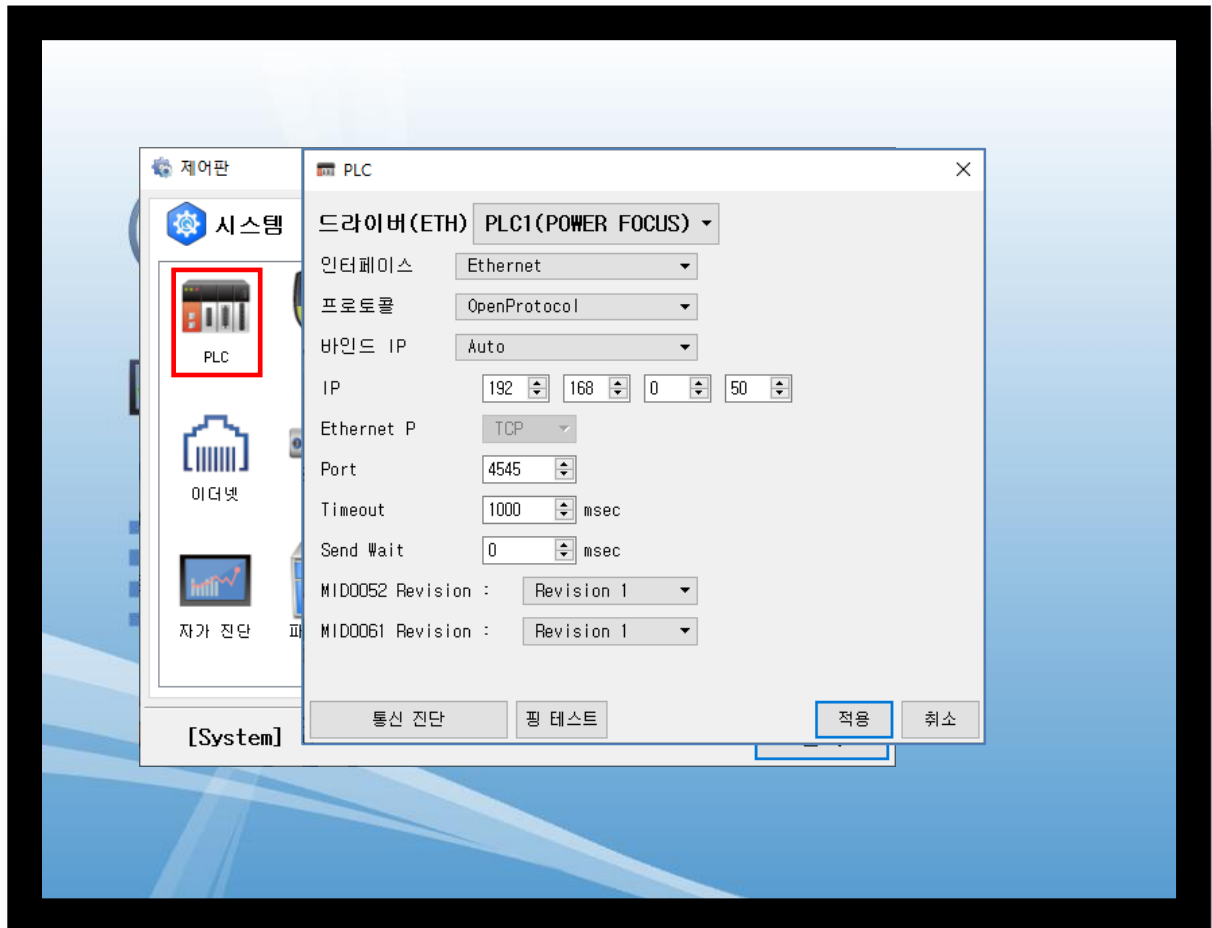 제어판
PLC
시스템
드라이버(ETH) PLC1(POWER FOCUS)
인터페이스 Ethernet
프로토콜 OpenProtocol
바인드 IP Auto
IP 192 168 0 50
Ethernet P TCP
Port 4545
Timeout 1000 msec
Send Wait 0 msec
MID0052 Revision : Revision 1
MID0061 Revision : Revision 1
통신 진단 핑 테스트 적용 취소
PLC
이더넷
자가 진단
[System]